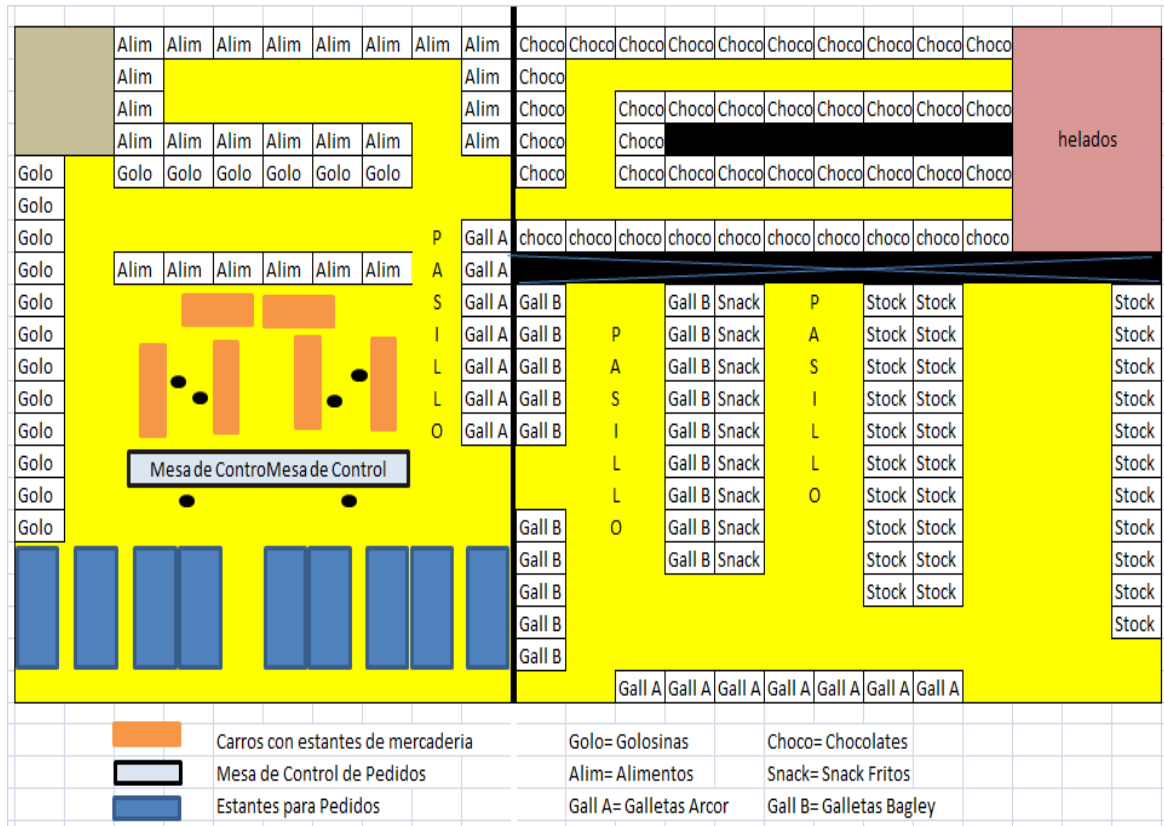 Alim Alim Alim Alim Alim Alim Alim Alim Choco Choco Choco Choco Choco Choco Choco Choco Choco Choco
Alim Alim Choco
Alim Alim Choco Choco Choco Choco Choco Choco Choco Choco Choco
Alim Alim Alim Alim Alim Alim Alim Choco Choco helados
Golo Golo Golo Golo Golo Golo Golo Choco Choco Choco Choco Choco Choco Choco Choco Choco
Golo
Golo P Gall A choco choco choco choco choco choco choco choco choco choco
Golo Alim Alim Alim Alim Alim Alim A Gall A
Golo S Gall A Gall B Gall B Snack P Stock Stock Stock
Golo I Gall A Gall B P Gall B Snack A Stock Stock Stock
Golo L Gall A Gall B A Gall B Snack S Stock Stock Stock
Golo L Gall A Gall B S Gall B Snack I Stock Stock Stock
Golo O Gall A Gall B I Gall B Snack L Stock Stock Stock
Golo Mesa de ControMesa de Control L Gall B Snack L Stock Stock Stock
Golo L Gall B Snack O Stock Stock Stock
Golo Gall B O Gall B Snack Stock Stock Stock
Gall B Gall B Snack Stock Stock Stock
Gall B Stock Stock Stock
Gall B Stock
Gall B
Gall A Gall A Gall A Gall A Gall A Gall A Gall A
Carros con estantes de mercaderia Golo= Golosinas Choco= Chocolates
Mesa de Control de Pedidos Alim= Alimentos Snack= Snack Fritos
Estantes para Pedidos Gall A= Galletas Arcor Gall B= Galletas Bagley